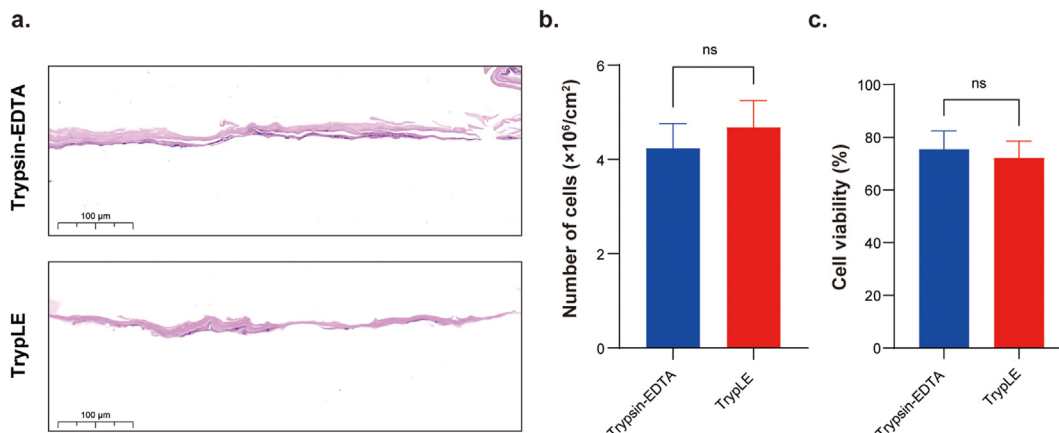 a.
Trypsin-EDTA
100 µm
TrypLE
100 µm
b.
ns
Number of cells (×10⁶/cm²)
6
4
2
0
Trypsin-EDTA
TrypLE
c.
ns
Cell viability (%)
100
80
60
40
20
0
Trypsin-EDTA
TrypLE